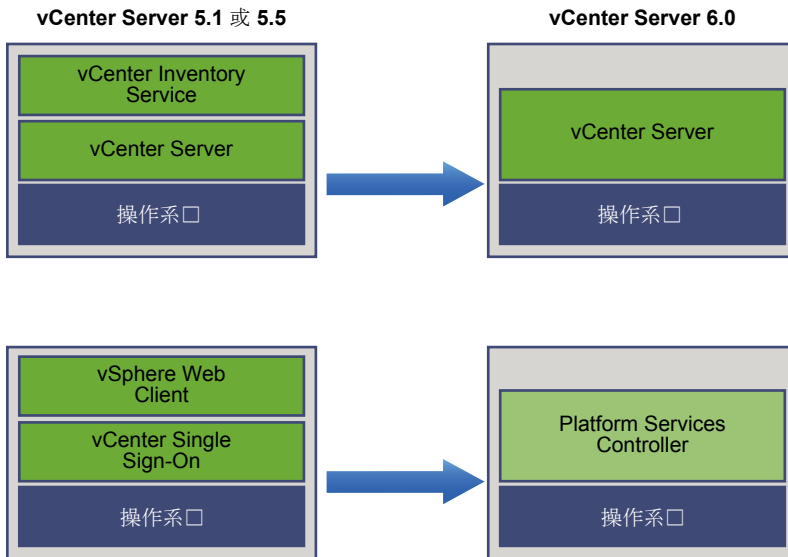 vCenter Server 5.1 或 5.5
vCenter Server 6.0
vCenter Inventory
Service
vCenter Server
操作系□
vCenter Server
操作系□
vSphere Web
Client
vCenter Single
Sign-On
操作系□
Platform Services
Controller
操作系□